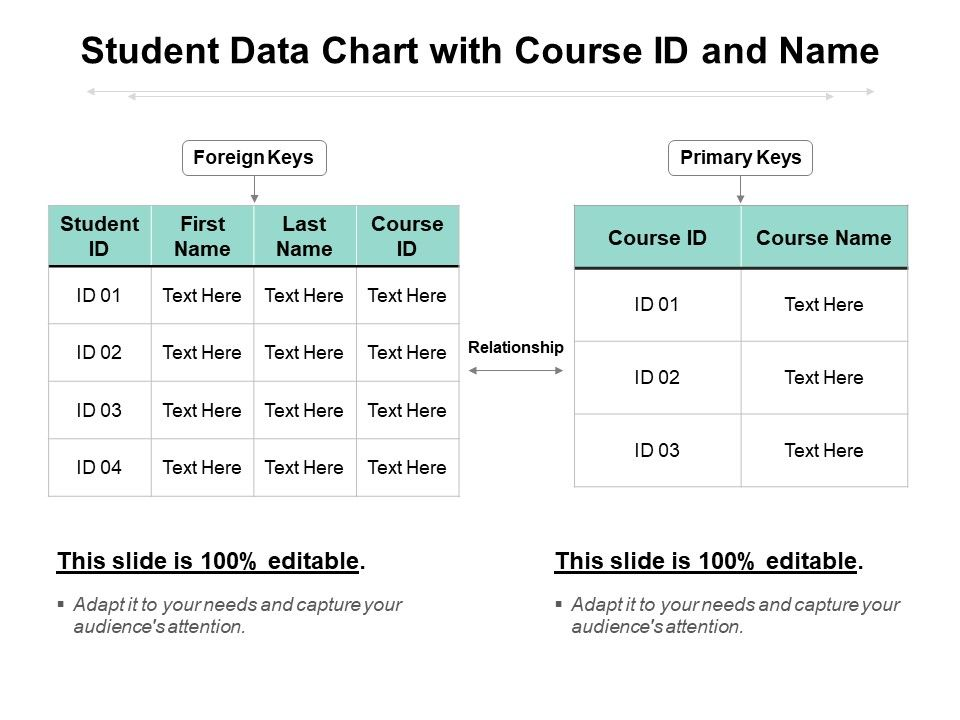 Student Data Chart with Course ID and Name
Foreign Keys
Student ID First Name Last Name Course ID
ID 01 Text Here Text Here Text Here
ID 02 Text Here Text Here Text Here
ID 03 Text Here Text Here Text Here
ID 04 Text Here Text Here Text Here
Relationship
Primary Keys
Course ID Course Name
ID 01 Text Here
ID 02 Text Here
ID 03 Text Here
This slide is 100% editable.
▪ Adapt it to your needs and capture your
audience's attention.
This slide is 100% editable.
▪ Adapt it to your needs and capture your
audience's attention.